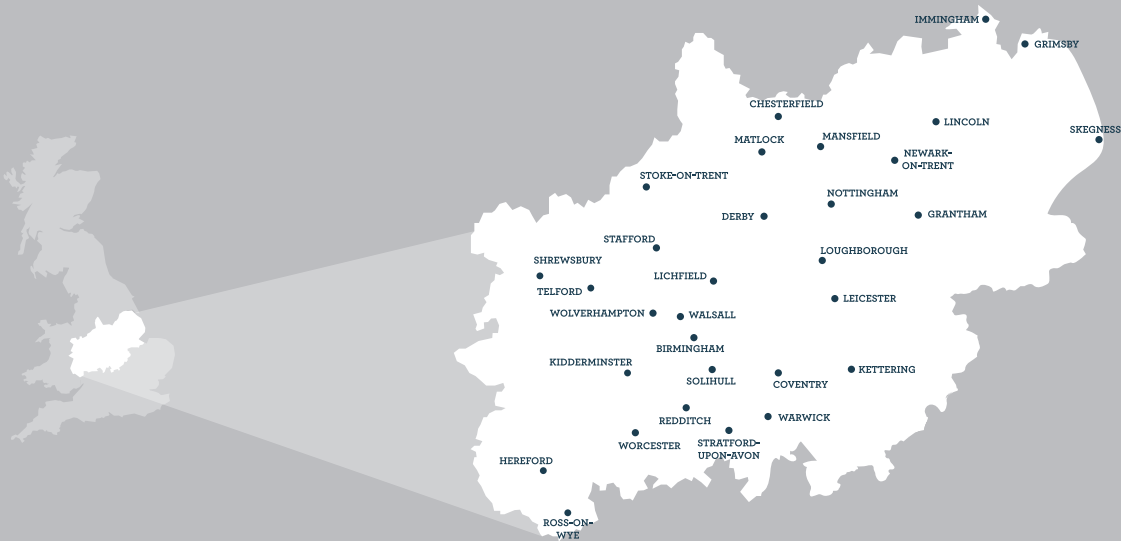 IMMINGHAM
GRIMSBY
CHESTERFIELD
LINCOLN
SKEGNESS
MATLOCK
MANSFIELD
NEWARK-
ON-TRENT
STOKE-ON-TRENT
NOTTINGHAM
DERBY
GRANTHAM
STAFFORD
LOUGHBOROUGH
SHREWSBURY
LICHFIELD
TELFORD
LEICESTER
WOLVERHAMPTON
WALSALL
BIRMINGHAM
KIDDERMINSTER
KETTERING
SOLIHULL
COVENTRY
REDDITCH
WARWICK
WORCESTER
STRATFORD-
UPON-AVON
HEREFORD
ROSS-ON-
WYE